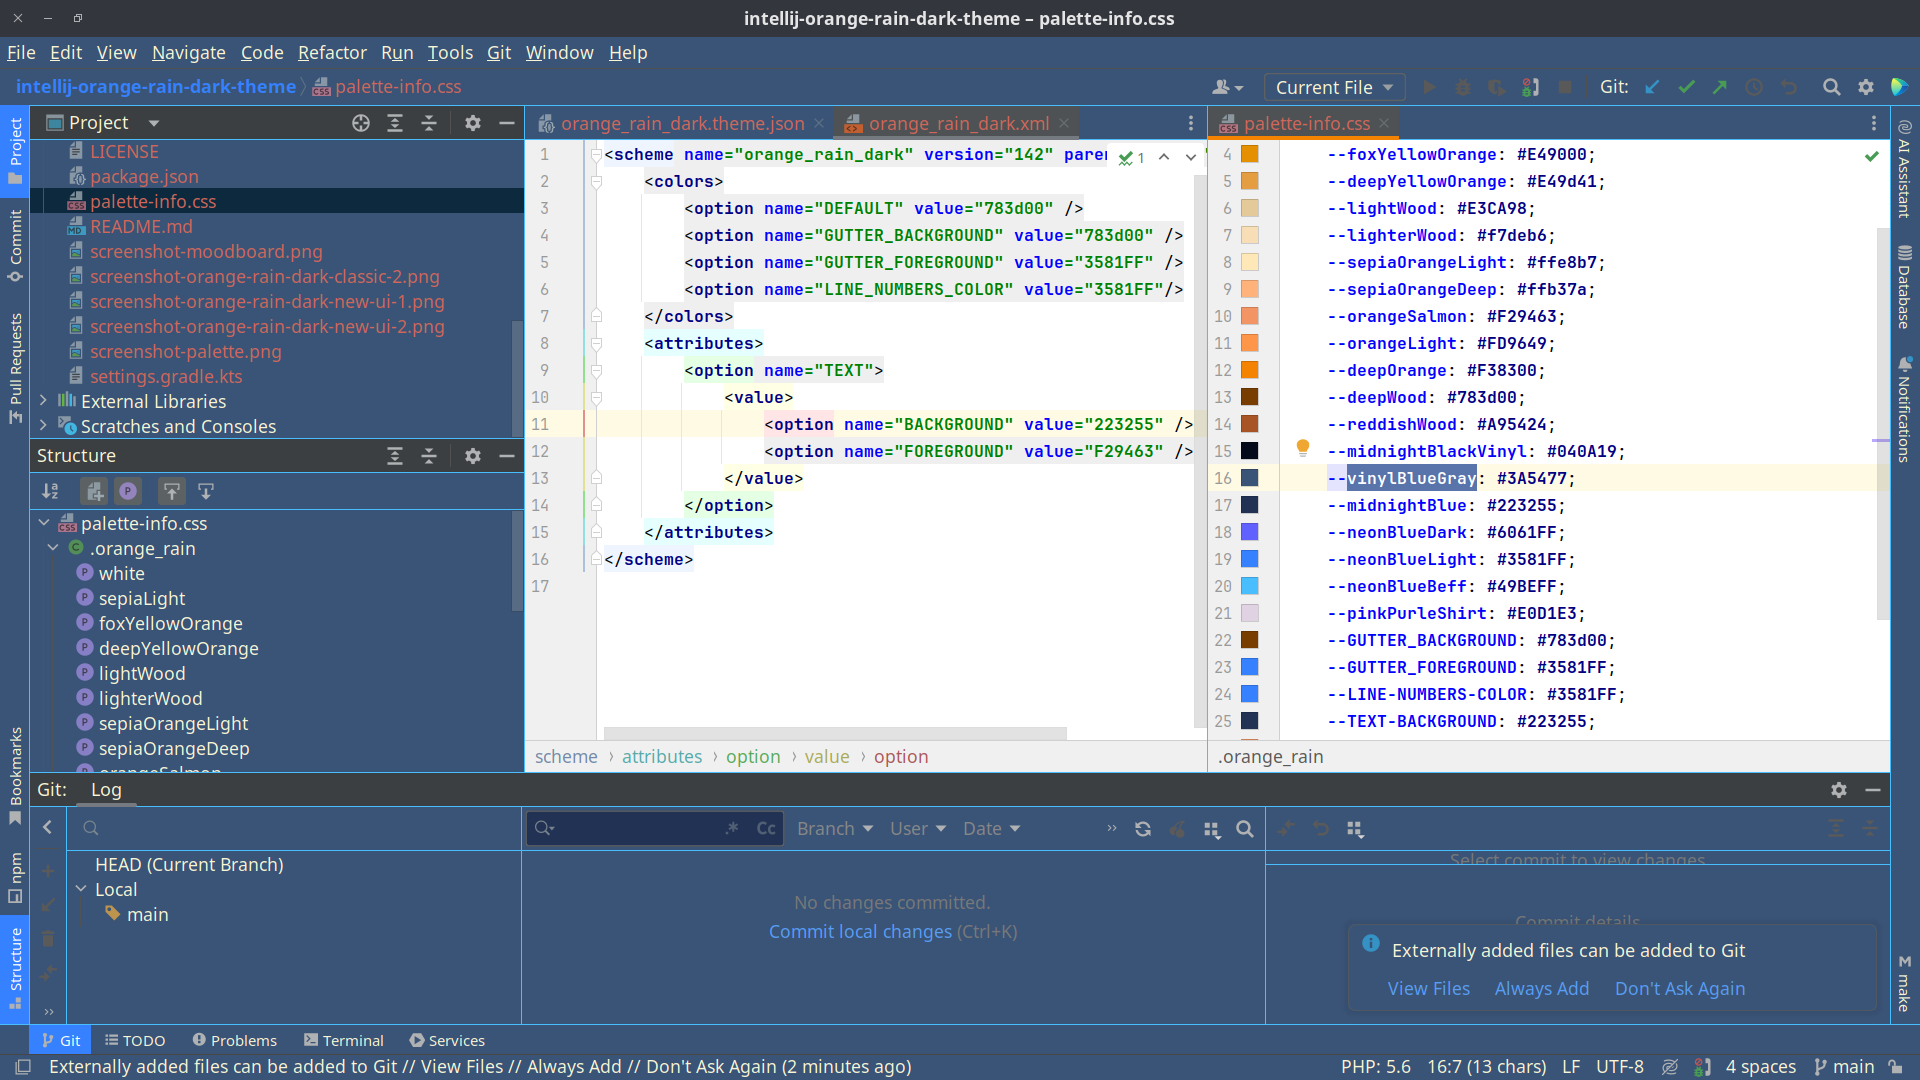 intellij-orange-rain-dark-theme – palette-info.css
File Edit View Navigate Code Refactor Run Tools Git Window Help
intellij-orange-rain-dark-theme palette-info.css
Current File
Git:
Project
Commit
Pull Requests
Bookmarks
npm
Structure
Project
LICENSE
package.json
palette-info.css
README.md
screenshot-moodboard.png
screenshot-orange-rain-dark-classic-2.png
screenshot-orange-rain-dark-new-ui-1.png
screenshot-orange-rain-dark-new-ui-2.png
screenshot-palette.png
settings.gradle.kts
External Libraries
Scratches and Consoles
Structure
palette-info.css
.orange_rain
white
sepiaLight
foxYellowOrange
deepYellowOrange
lightWood
lighterWood
sepiaOrangeLight
sepiaOrangeDeep
orangeSalmon
orange_rain_dark.theme.json orange_rain_dark.xml
1 <scheme name="orange_rain_dark" version="142" paren
1
2 <colors>
3 <option name="DEFAULT" value="783d00" />
4 <option name="GUTTER_BACKGROUND" value="783d00" />
5 <option name="GUTTER_FOREGROUND" value="3581FF" />
6 <option name="LINE_NUMBERS_COLOR" value="3581FF"/>
7 </colors>
8 <attributes>
9 <option name="TEXT">
10 <value>
11 <option name="BACKGROUND" value="223255" />
12 <option name="FOREGROUND" value="F29463" />
13 </value>
14 </option>
15 </attributes>
16 </scheme>
17
scheme › attributes › option › value › option
palette-info.css
4 --foxYellowOrange: #E49000;
5 --deepYellowOrange: #E49d41;
6 --lightWood: #E3CA98;
7 --lighterWood: #f7deb6;
8 --sepiaOrangeLight: #ffe8b7;
9 --sepiaOrangeDeep: #ffb37a;
10 --orangeSalmon: #F29463;
11 --orangeLight: #FD9649;
12 --deepOrange: #F38300;
13 --deepWood: #783d00;
14 --reddishWood: #A95424;
15 --midnightBlackVinyl: #040A19;
16 --vinylBlueGray: #3A5477;
17 --midnightBlue: #223255;
18 --neonBlueDark: #6061FF;
19 --neonBlueLight: #3581FF;
20 --neonBlueBeff: #49BEFF;
21 --pinkPurleShirt: #E0D1E3;
22 --GUTTER_BACKGROUND: #783d00;
23 --GUTTER_FOREGROUND: #3581FF;
24 --LINE-NUMBERS-COLOR: #3581FF;
25 --TEXT-BACKGROUND: #223255;
.orange_rain
AI Assistant
Database
Notifications
make
Git: Log
HEAD (Current Branch)
Local
main
.* Cc
Branch User Date
No changes committed.
Commit local changes (Ctrl+K)
Select commit to view changes
Commit details
Externally added files can be added to Git
View Files Always Add Don't Ask Again
Git TODO Problems Terminal Services
Externally added files can be added to Git // View Files // Always Add // Don't Ask Again (2 minutes ago)
PHP: 5.6 16:7 (13 chars) LF UTF-8 4 spaces main